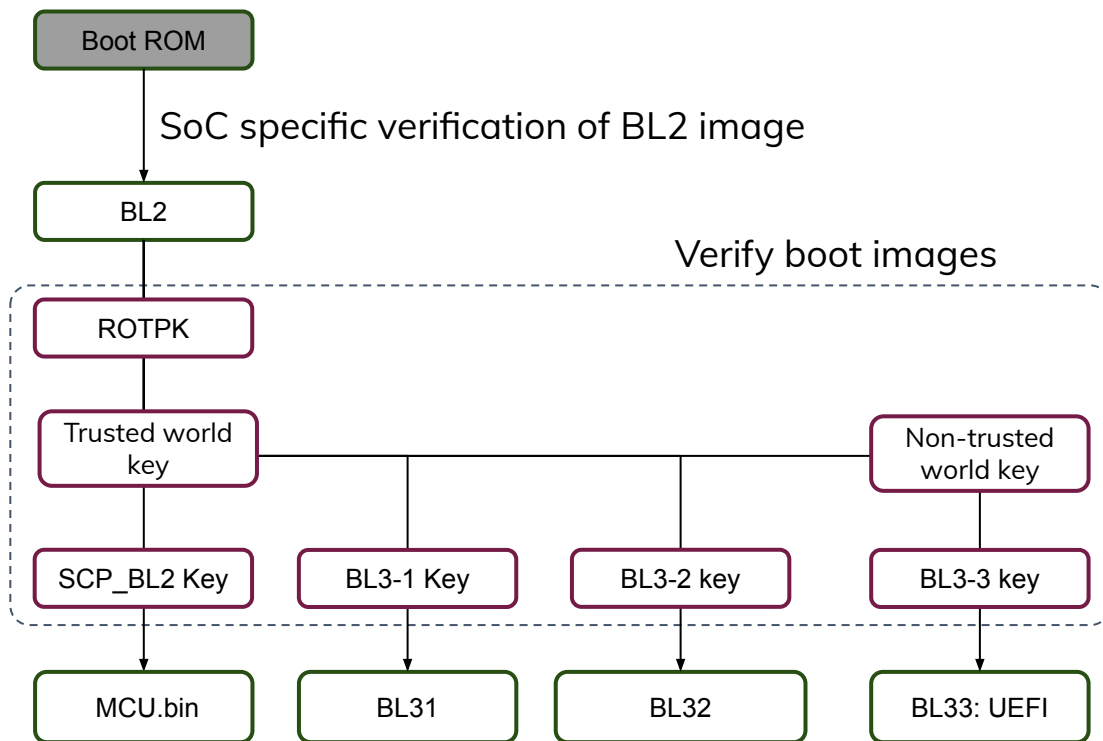 Boot ROM
SoC specific verification of BL2 image
BL2
Verify boot images
ROTPK
Trusted world
key
Non-trusted
world key
SCP_BL2 Key
BL3-1 Key
BL3-2 key
BL3-3 key
MCU.bin
BL31
BL32
BL33: UEFI